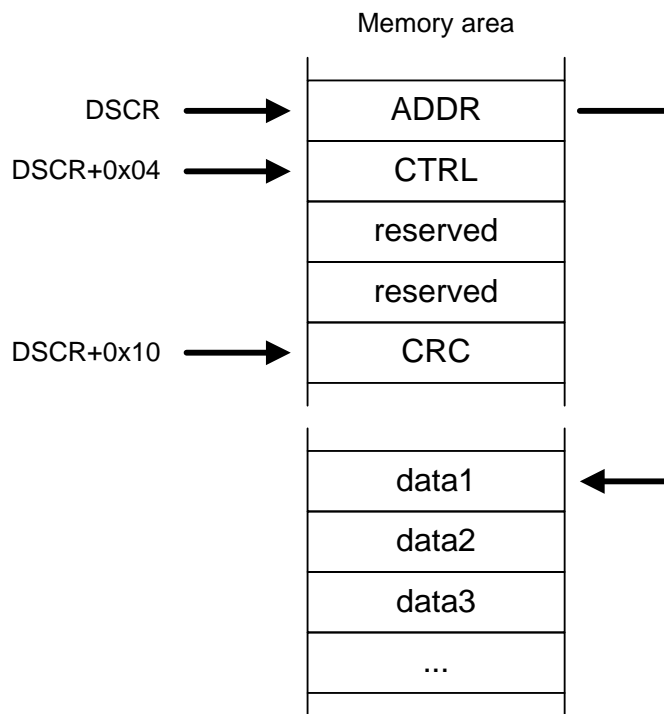 Memory area
DSCR
ADDR
DSCR+0x04
CTRL
reserved
reserved
DSCR+0x10
CRC
data1
data2
data3
...